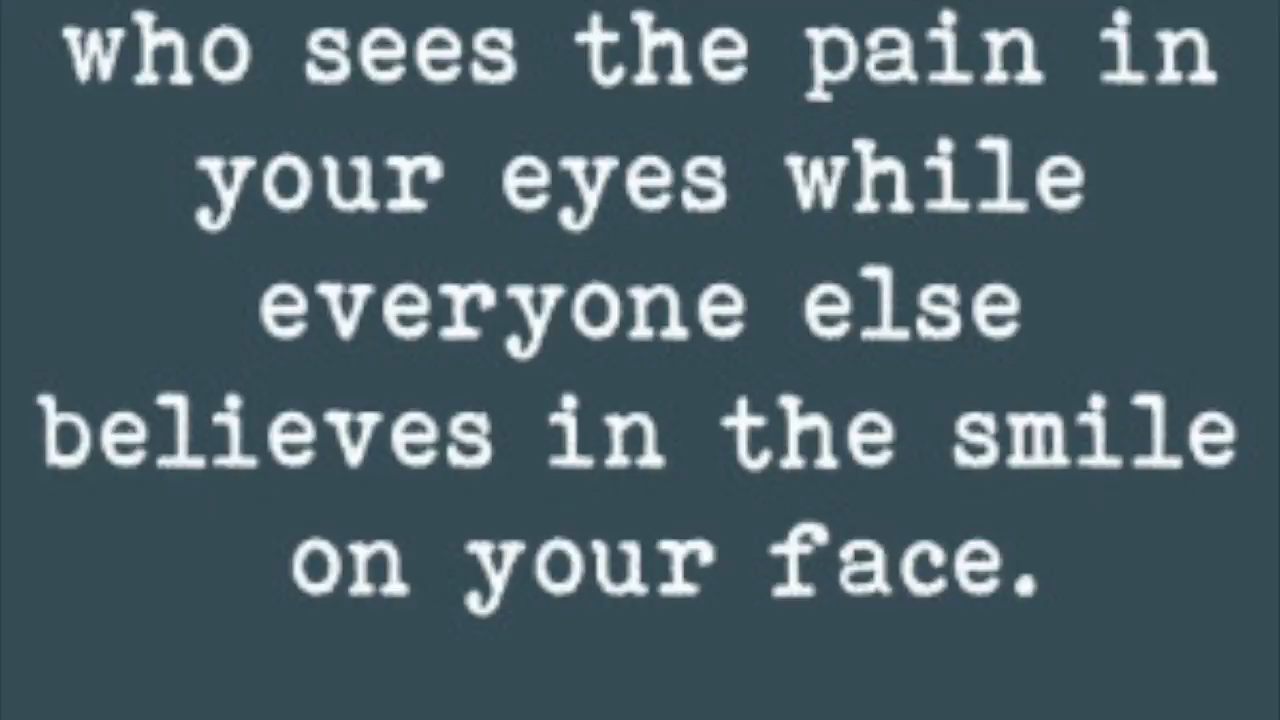 who sees the pain in
your eyes while
everyone else
believes in the smile
on your face.